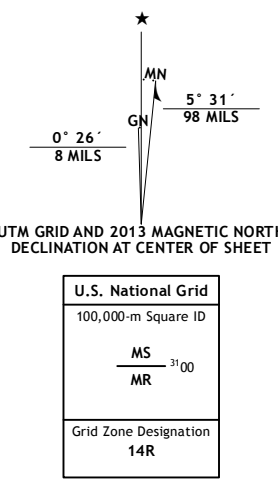 ★
MN
5° 31´
98 MILS
GN
0° 26´
8 MILS
UTM GRID AND 2013 MAGNETIC NORTH
DECLINATION AT CENTER OF SHEET
U.S. National Grid
100,000-m Square ID
MS
3100
MR
Grid Zone Designation
14R